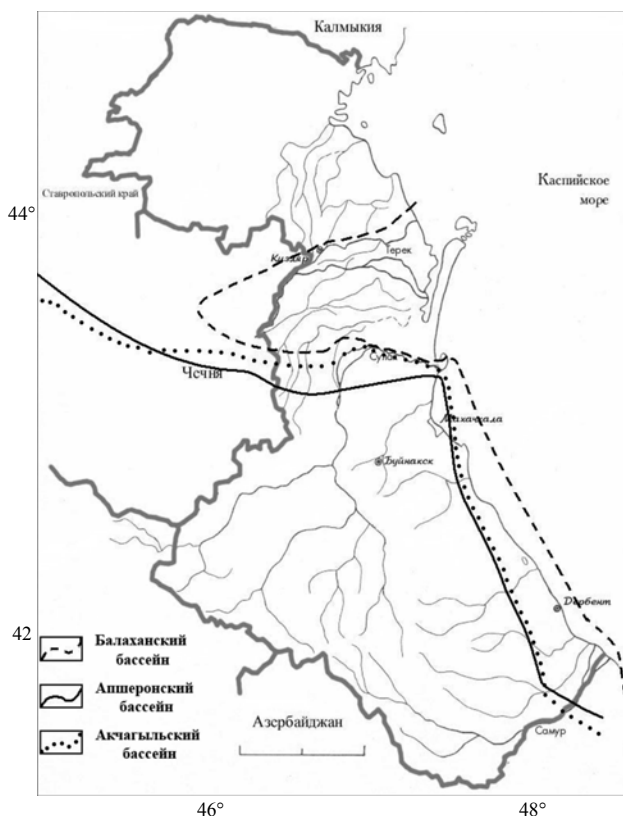 Калмыкия
Каспийское
море
Ставропольский край
44°
Кизляр
Терек
Сулак
Чечня
Махачкала
Буйнакск
42
Дербент
Балаханский
бассейн
Апшеронский
бассейн
Азербайджан
Акчагыльский
бассейн
Самур
46°
48°